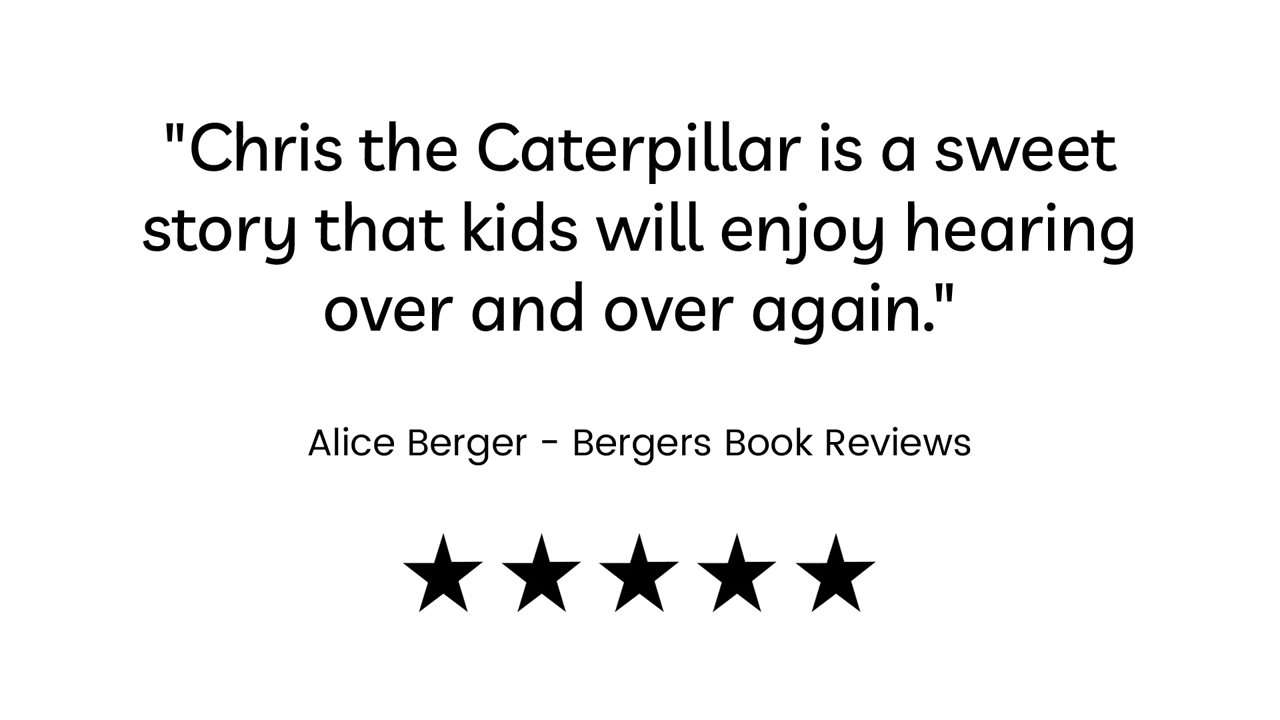 "Chris the Caterpillar is a sweet
story that kids will enjoy hearing
over and over again."
Alice Berger - Bergers Book Reviews